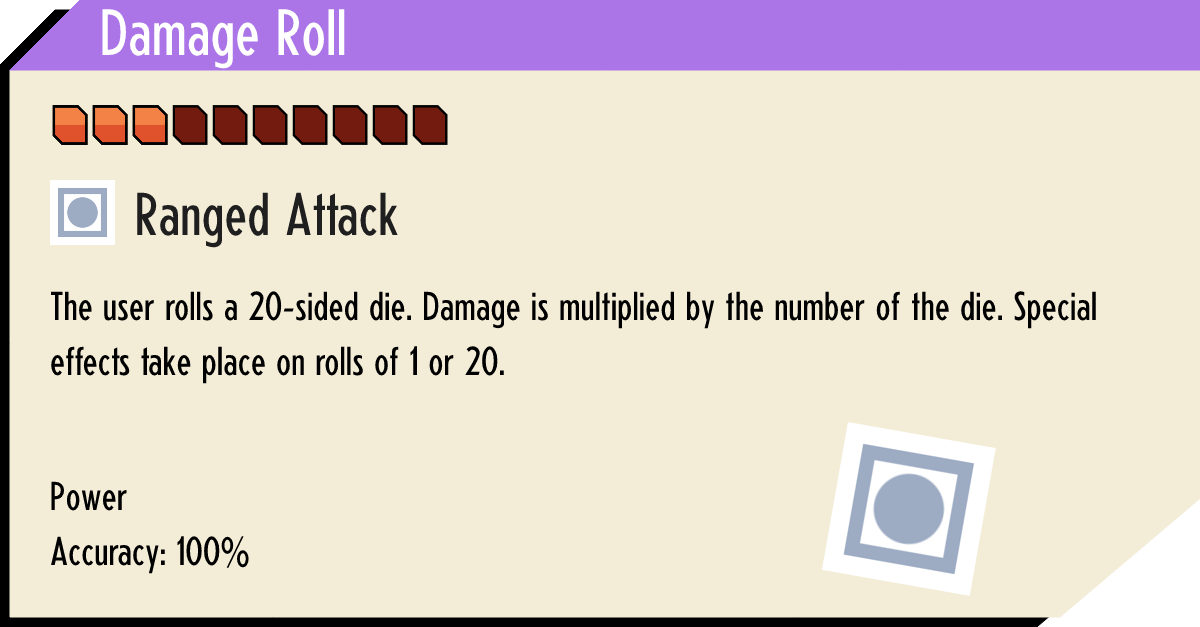 Damage Roll
Ranged Attack
The user rolls a 20-sided die. Damage is multiplied by the number of the die. Special
effects take place on rolls of 1 or 20.
Power
Accuracy: 100%